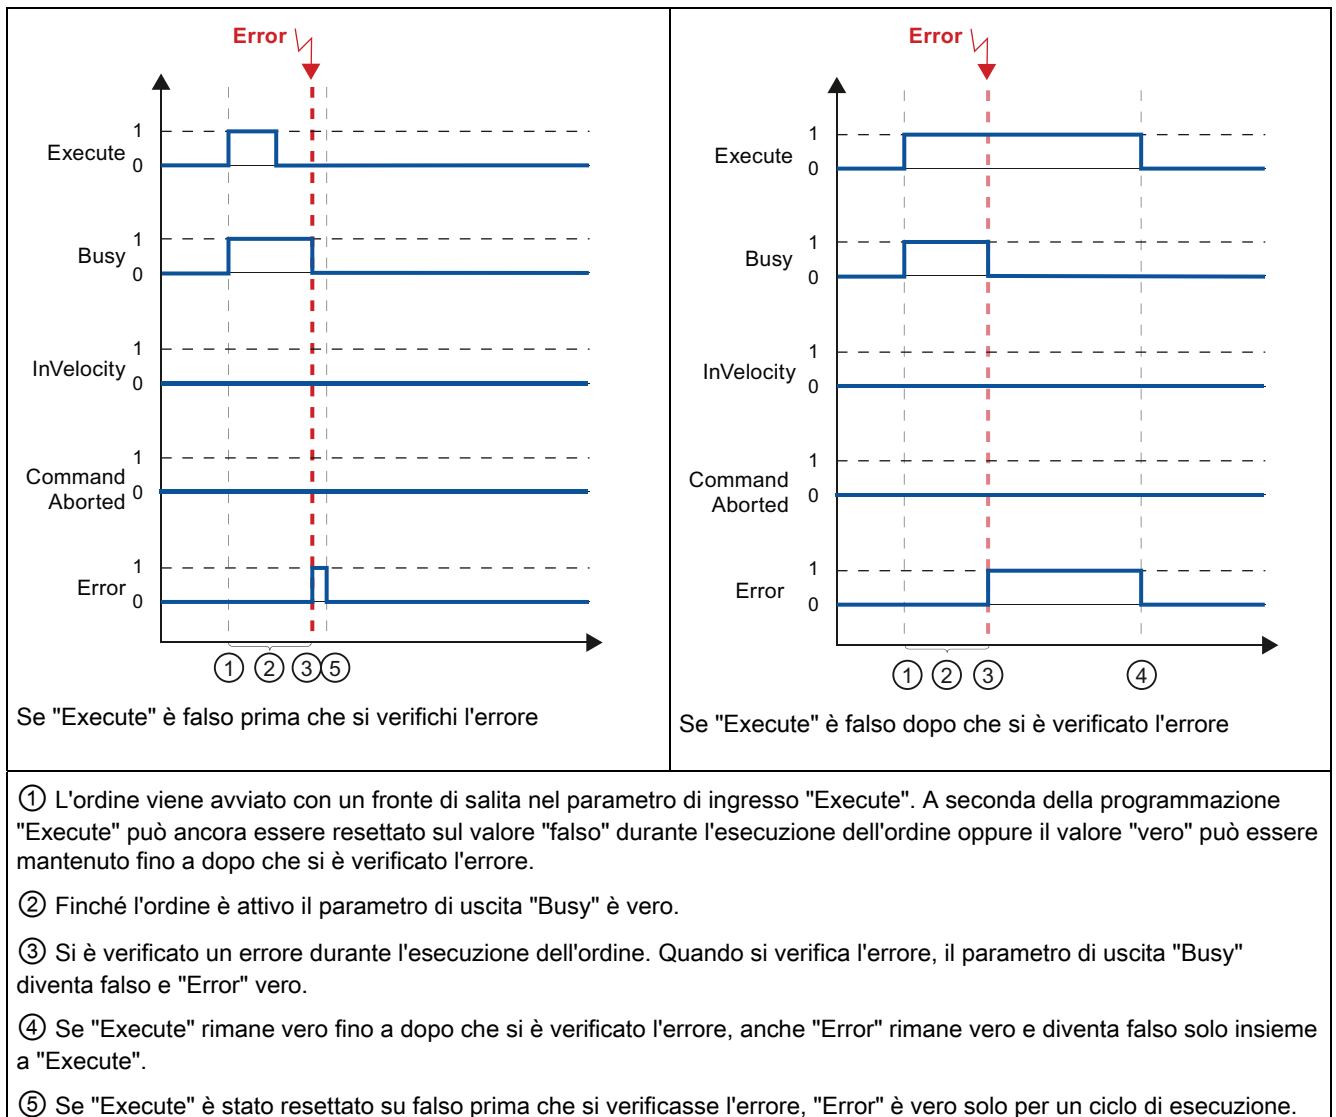 Error
1
Execute
0
1
Busy
0
1
InVelocity
0
1
Command
Aborted
0
1
Error
0
① ② ③ ⑤
Se "Execute" è falso prima che si verifichi l'errore
Error
1
Execute
0
1
Busy
0
1
InVelocity
0
1
Command
Aborted
0
1
Error
0
① ② ③ ④
Se "Execute" è falso dopo che si è verificato l'errore
① L'ordine viene avviato con un fronte di salita nel parametro di ingresso "Execute". A seconda della programmazione
"Execute" può ancora essere resettato sul valore "falso" durante l'esecuzione dell'ordine oppure il valore "vero" può essere
mantenuto fino a dopo che si è verificato l'errore.
② Finché l'ordine è attivo il parametro di uscita "Busy" è vero.
③ Si è verificato un errore durante l'esecuzione dell'ordine. Quando si verifica l'errore, il parametro di uscita "Busy"
diventa falso e "Error" vero.
④ Se "Execute" rimane vero fino a dopo che si è verificato l'errore, anche "Error" rimane vero e diventa falso solo insieme
a "Execute".
⑤ Se "Execute" è stato resettato su falso prima che si verificasse l'errore, "Error" è vero solo per un ciclo di esecuzione.